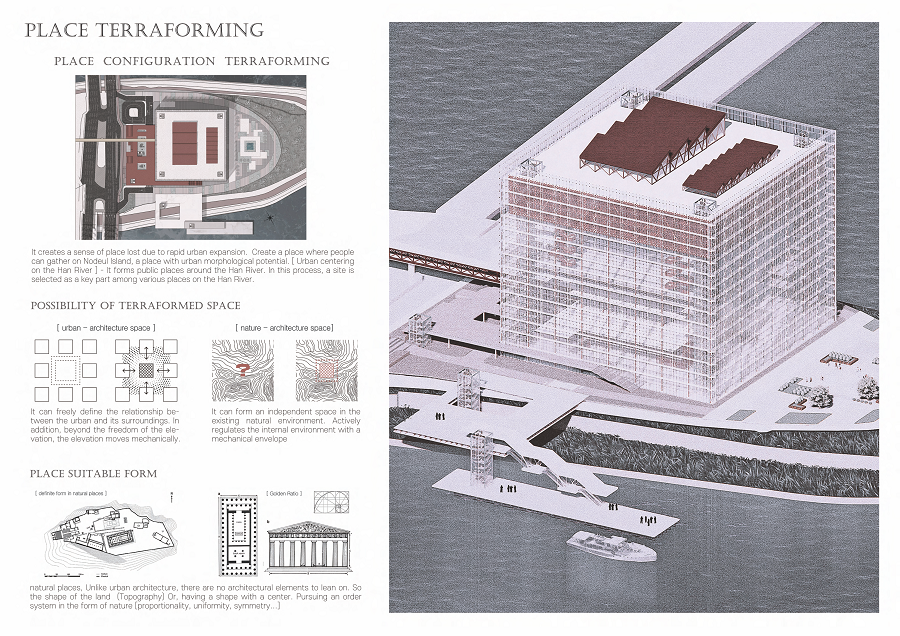 PLACE TERRAFORMING
PLACE CONFIGURATION TERRAFORMING
It creates a sense of place lost due to rapid urban expansion. Create a place where people
can gather on Nodeul Island, a place with urban morphological potential. [ Urban centering
on the Han River ] - It forms public places around the Han River. In this process, a site is
selected as a key part among various places on the Han River.
POSSIBILITY OF TERRAFORMED SPACE
[ urban - architecture space ]
[ nature - architecture space]
?
It can freely define the relationship be-
tween the urban and its surroundings. In
addition, beyond the freedom of the ele-
vation, the elevation moves mechanically.
It can form an independent space in the
existing natural environment. Actively
regulates the internal environment with a
mechanical envelope
PLACE SUITABLE FORM
[ definite form in natural places ]
[ Golden Ratio ]
a
b
natural places, Unlike urban architecture, there are no architectural elements to lean on. So
the shape of the land (Topography) Or, having a shape with a center. Pursuing an order
system in the form of nature [proportionality, uniformity, symmetry...]